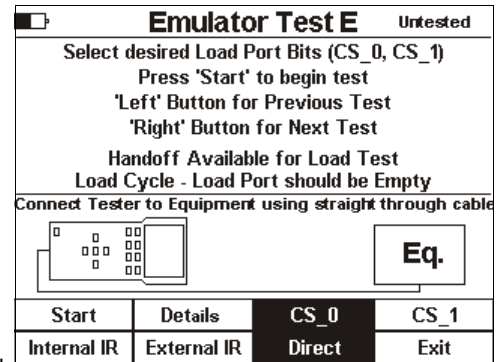 Emulator Test E Untested
Select desired Load Port Bits (CS_0, CS_1)
Press 'Start' to begin test
'Left' Button for Previous Test
'Right' Button for Next Test
Handoff Available for Load Test
Load Cycle - Load Port should be Empty
Connect Tester to Equipment using straight through cable
Eq.
Start Details CS_0 CS_1
Internal IR External IR Direct Exit